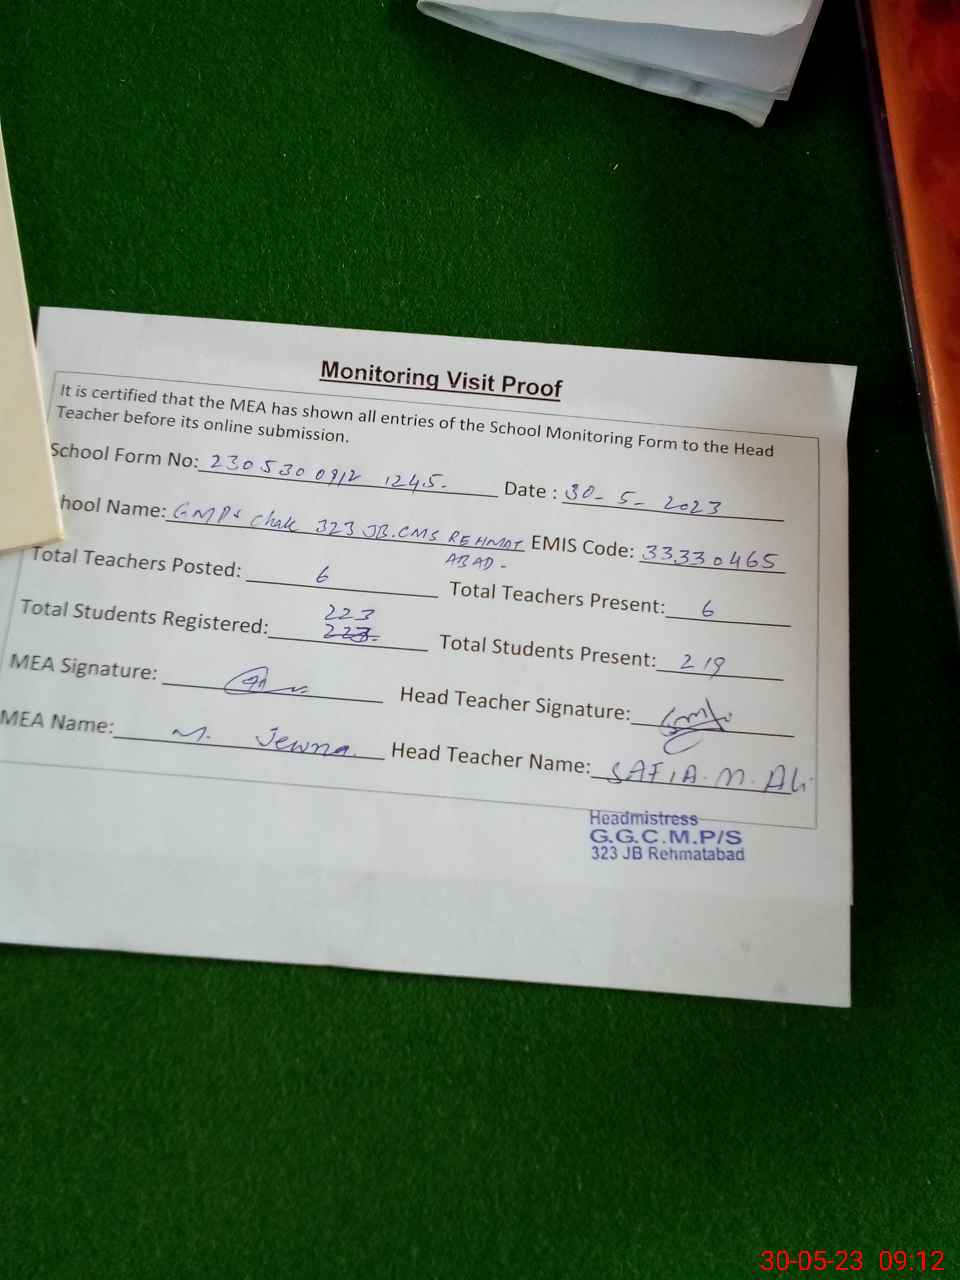 Monitoring Visit Proof
It is certified that the MEA has shown all entries of the School Monitoring Form to the Head
Teacher before its online submission.
School Form No: 230530 0912 1245. Date : 30-5-2023
hool Name: GMPS Chak 323 JB.CMS REHMAT EMIS Code: 33330465
ABAD-
Total Teachers Posted: 6 Total Teachers Present: 6
223
Total Students Registered: 223 Total Students Present: 219
MEA Signature: Head Teacher Signature:
MEA Name: M. Head Teacher Name: SAFIA. M. Ali
Headmistress
G.G.C.M.P/S
323 JB Rehmatabad
30-05-23 09:12